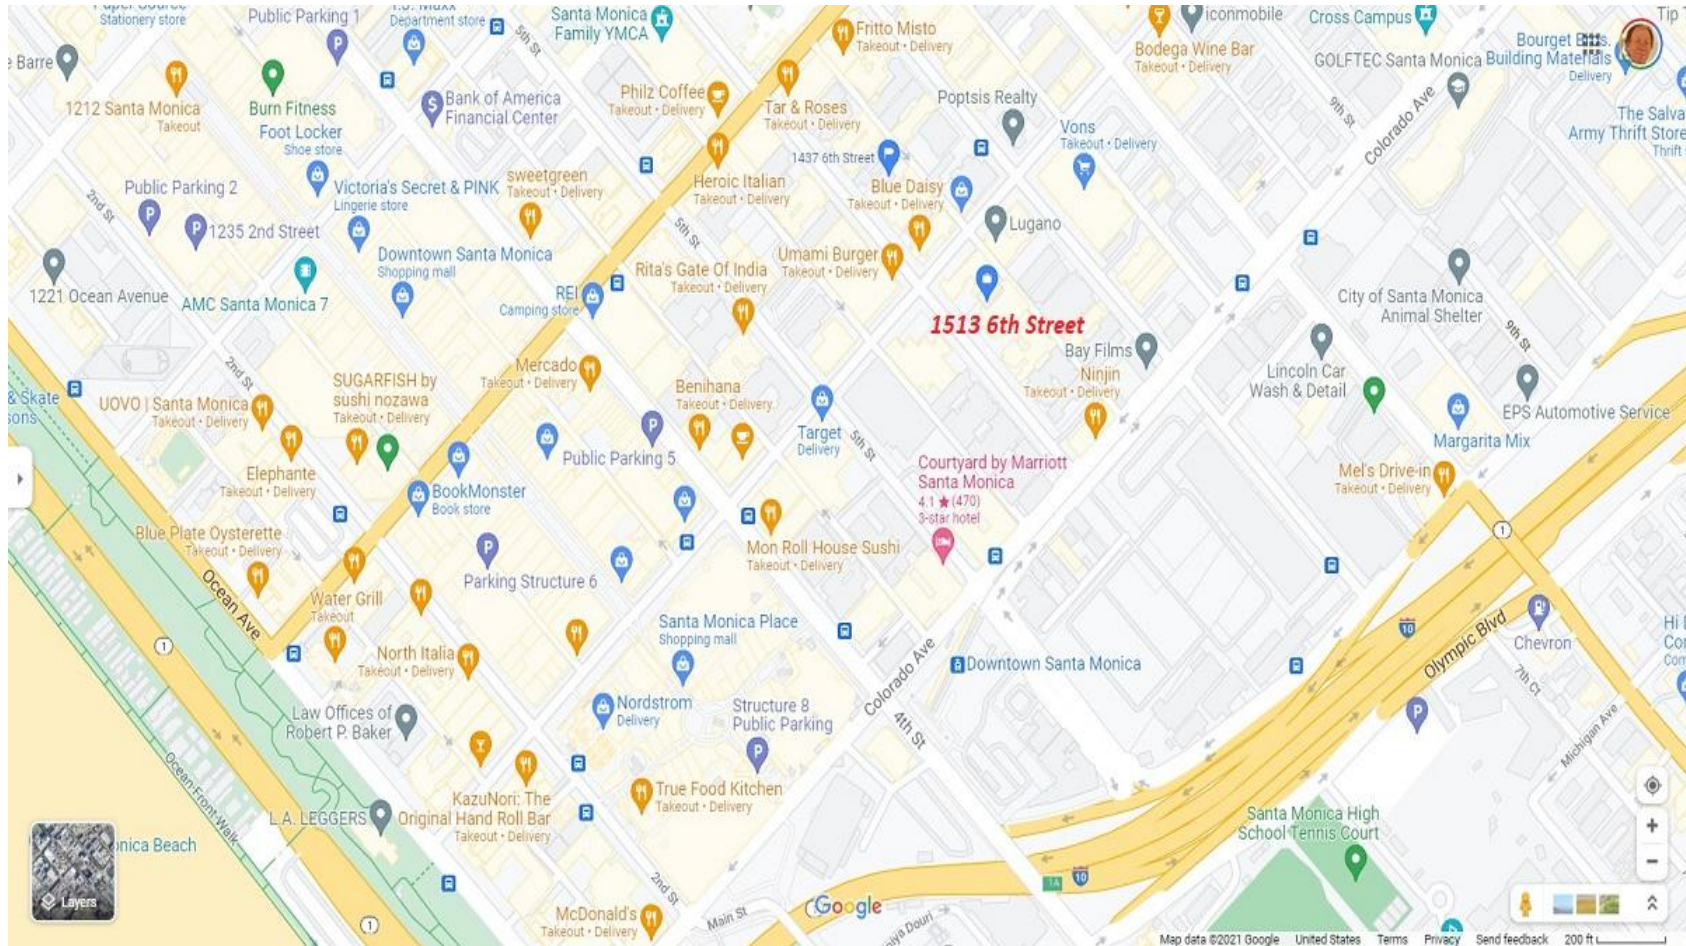 Stationery store
Public Parking 1
Department store
Santa Monica
Family YMCA
5th St
Fritto Misto
Takeout • Delivery
iconmobile
Bodega Wine Bar
Takeout • Delivery
Cross Campus
Tip
GOLFTEC Santa Monica
Bourget
Building Materials
Delivery
e Barre
1212 Santa Monica
Takeout
Burn Fitness
Foot Locker
Shoe store
Bank of America
Financial Center
Philz Coffee
Takeout • Delivery
Tar & Roses
Takeout • Delivery
Poptsis Realty
Vons
Takeout • Delivery
9th St
Colorado Ave
The Salva
Army Thrift Store
Thrift
1437 6th Street
Public Parking 2
Victoria's Secret & PINK
Lingerie store
sweetgreen
Takeout • Delivery
Heroic Italian
Takeout • Delivery
Blue Daisy
Takeout • Delivery
2nd St
1235 2nd Street
5th St
Lugano
Downtown Santa Monica
Shopping mall
Umami Burger
Takeout • Delivery
Rita's Gate Of India
Takeout • Delivery
1221 Ocean Avenue
AMC Santa Monica 7
REI
Camping store
1513 6th Street
City of Santa Monica
Animal Shelter
9th St
Bay Films
Ninjin
Takeout • Delivery
Lincoln Car
Wash & Detail
2nd St
Mercado
Takeout • Delivery
SUGARFISH by
sushi nozawa
Takeout • Delivery
Benihana
Takeout • Delivery
& Skate
sons
UOVO | Santa Monica
Takeout • Delivery
EPS Automotive Service
Margarita Mix
Target
Delivery
5th St
Public Parking 5
Elephante
Takeout • Delivery
Courtyard by Marriott
Santa Monica
4.1 ★ (470)
3-star hotel
Mel's Drive-in
Takeout • Delivery
BookMonster
Book store
1
Blue Plate Oysterette
Takeout • Delivery
Mon Roll House Sushi
Takeout • Delivery
Parking Structure 6
Ocean Ave
Water Grill
Takeout
Santa Monica Place
Shopping mall
10
Olympic Blvd
Chevron
Hi
Con
Com
1
North Italia
Takeout • Delivery
Downtown Santa Monica
Colorado Ave
7th Ct
Nordstrom
Delivery
Structure 8
Public Parking
4th St
Law Offices of
Robert P. Baker
Michigan Ave
Ocean Front Walk
True Food Kitchen
Takeout • Delivery
KazuNori: The
Original Hand Roll Bar
Takeout • Delivery
L.A. LEGGERS
Santa Monica High
School Tennis Court
onica Beach
1A
10
2nd St
Layers
1
McDonald's
Takeout • Delivery
Main St
Google
Map data ©2021 Google United States Terms Privacy Send feedback 200 ft